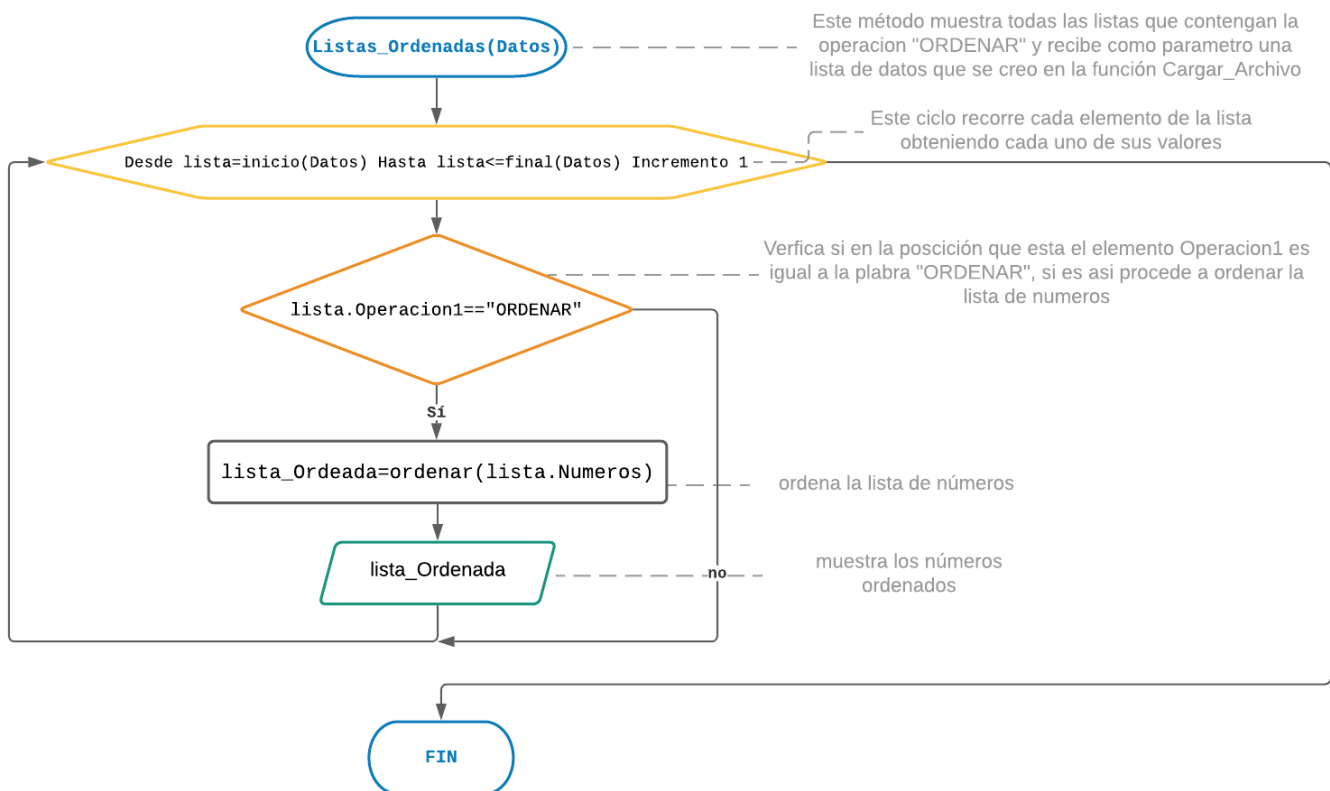 Listas_Ordenadas(Datos)
Este método muestra todas las listas que contengan la
operacion "ORDENAR" y recibe como parametro una
lista de datos que se creo en la función Cargar_Archivo
Este ciclo recorre cada elemento de la lista
obteniendo cada uno de sus valores
Desde lista=inicio(Datos) Hasta lista<=final(Datos) Incremento 1
Verfica si en la poscición que esta el elemento Operacion1 es
igual a la plabra "ORDENAR", si es asi procede a ordenar la
lista de numeros
lista.Operacion1=="ORDENAR"
Sí
lista_Ordeada=ordenar(lista.Numeros)
ordena la lista de números
lista_Ordenada
no
muestra los números
ordenados
FIN